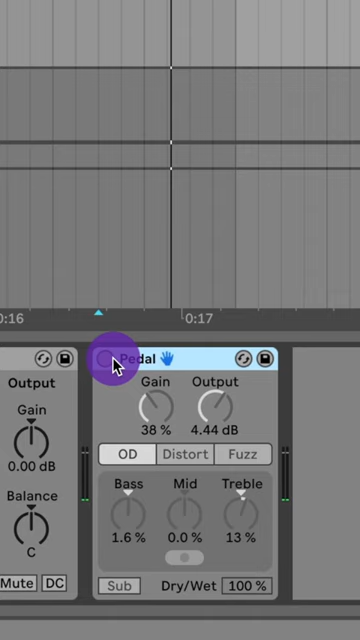 0:16
0:17
Pedal
Output
Gain
0.00 dB
Balance
C
Mute DC
Gain Output
38 % 4.44 dB
OD Distort Fuzz
Bass Mid Treble
1.6 % 0.0 % 13 %
Sub Dry/Wet 100 %